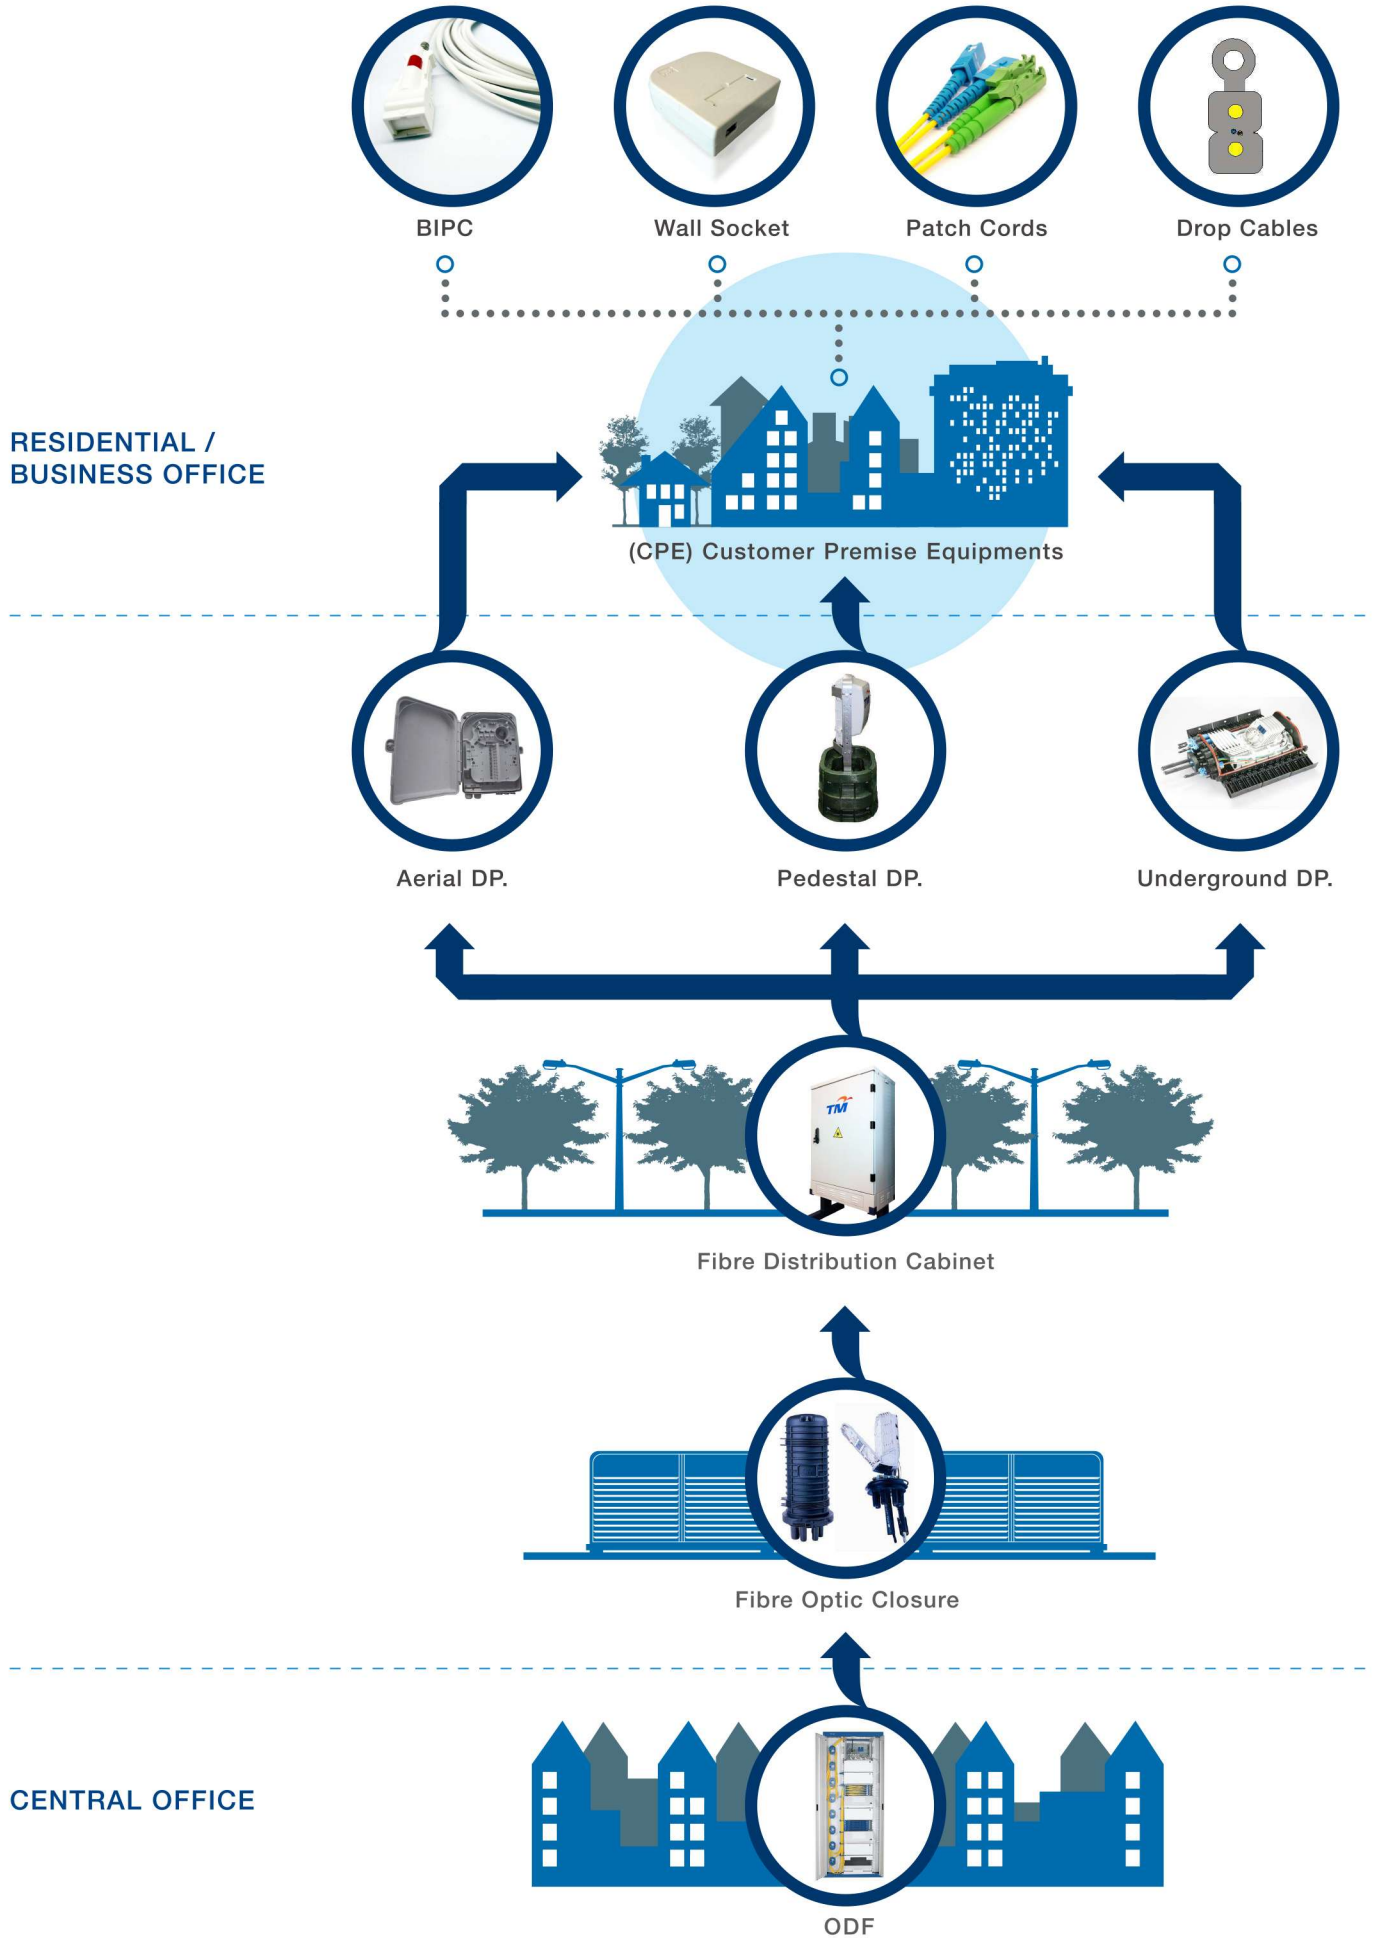 BIPC
Wall Socket
Patch Cords
Drop Cables
RESIDENTIAL /
BUSINESS OFFICE
(CPE) Customer Premise Equipments
Aerial DP.
Pedestal DP.
Underground DP.
TM
Fibre Distribution Cabinet
Fibre Optic Closure
CENTRAL OFFICE
ODF